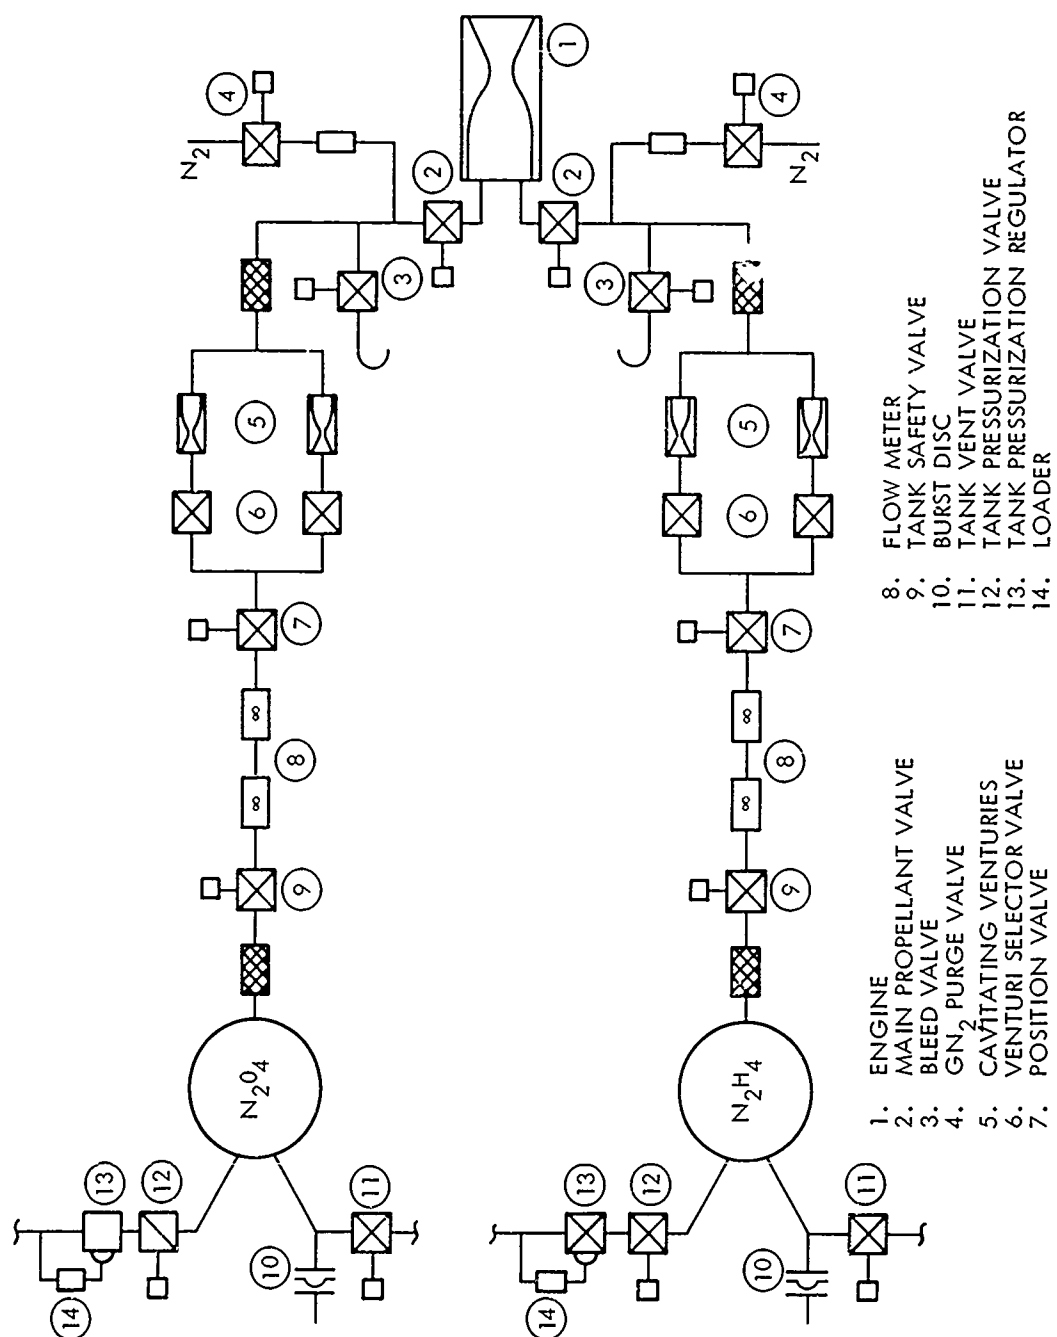 14
13
12
N₂
4
N₂O₄
6
5
10
9
8
7
11
3
2
1
2
3
14
13
12
N₂H₄
6
5
4
N₂
10
9
8
7
11
1. ENGINE
2. MAIN PROPELLANT VALVE
3. BLEED VALVE
4. GN₂ PURGE VALVE
5. CAVITATING VENTURIES
6. VENTURI SELECTOR VALVE
7. POSITION VALVE
8. FLOW METER
9. TANK SAFETY VALVE
10. BURST DISC
11. TANK VENT VALVE
12. TANK PRESSURIZATION VALVE
13. TANK PRESSURIZATION REGULATOR
14. LOADER